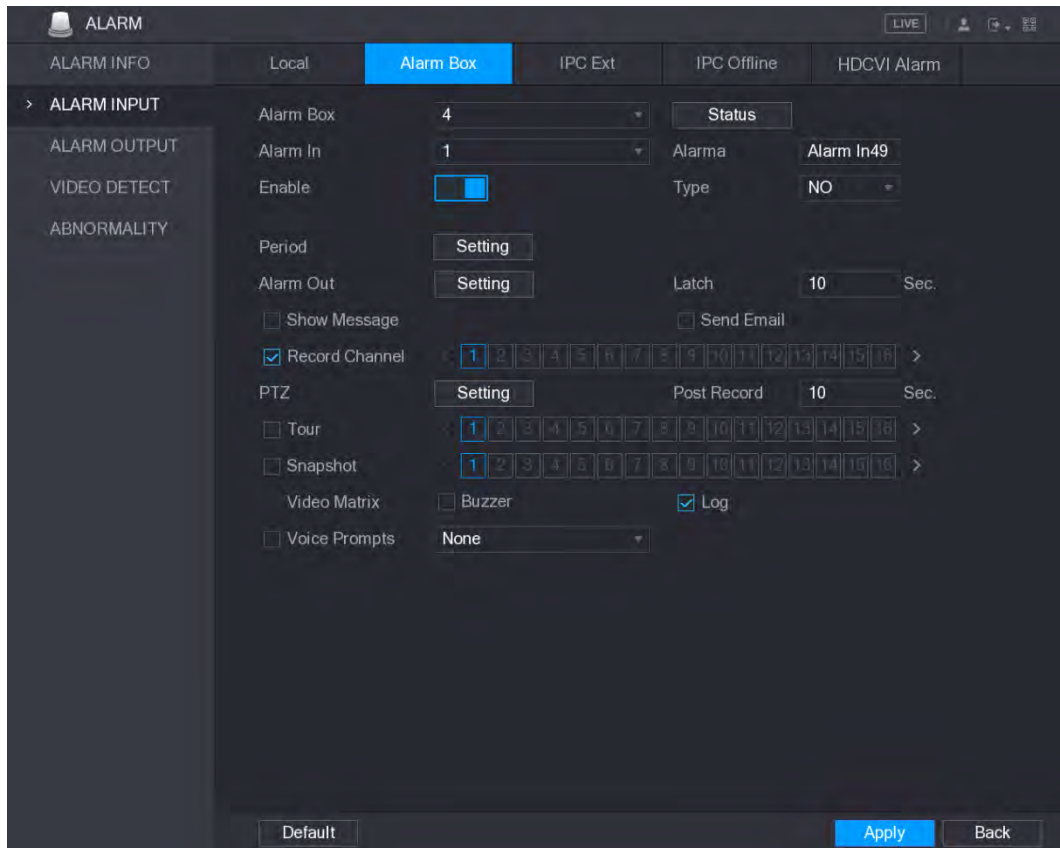 ALARM LIVE
ALARM INFO Local Alarm Box IPC Ext IPC Offline HDCVI Alarm
> ALARM INPUT
Alarm Box 4 Status
ALARM OUTPUT
Alarm In 1 Alarma Alarm In49
VIDEO DETECT
Enable Type NO
ABNORMALITY
Period Setting
Alarm Out Setting Latch 10 Sec.
Show Message Send Email
Record Channel < 1 2 3 4 5 6 7 8 9 10 11 12 13 14 15 16 >
PTZ Setting Post Record 10 Sec.
Tour < 1 2 3 4 5 6 7 8 9 10 11 12 13 14 15 16 >
Snapshot < 1 2 3 4 5 6 7 8 9 10 11 12 13 14 15 16 >
Video Matrix Buzzer Log
Voice Prompts None
Default Apply Back